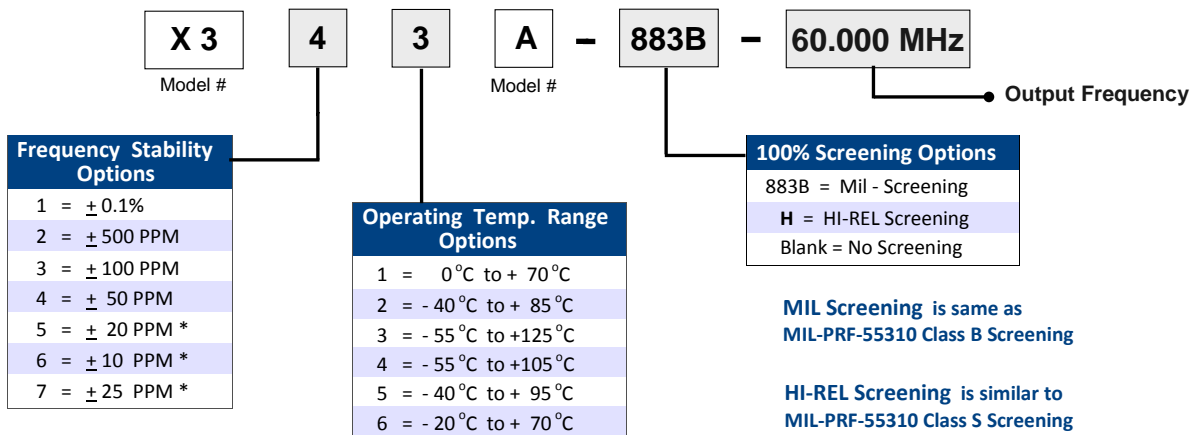 X 3 4 3 A – 883B – 60.000 MHz
Model #
Model #
Output Frequency
Frequency Stability
Options
1 = ± 0.1%
2 = ± 500 PPM
3 = ± 100 PPM
4 = ± 50 PPM
5 = ± 20 PPM *
6 = ± 10 PPM *
7 = ± 25 PPM *
Operating Temp. Range
Options
1 = 0°C to + 70°C
2 = - 40°C to + 85°C
3 = - 55°C to +125°C
4 = - 55°C to +105°C
5 = - 40°C to + 95°C
6 = - 20°C to + 70°C
100% Screening Options
883B = Mil - Screening
H = HI-REL Screening
Blank = No Screening
MIL Screening is same as
MIL-PRF-55310 Class B Screening
HI-REL Screening is similar to
MIL-PRF-55310 Class S Screening